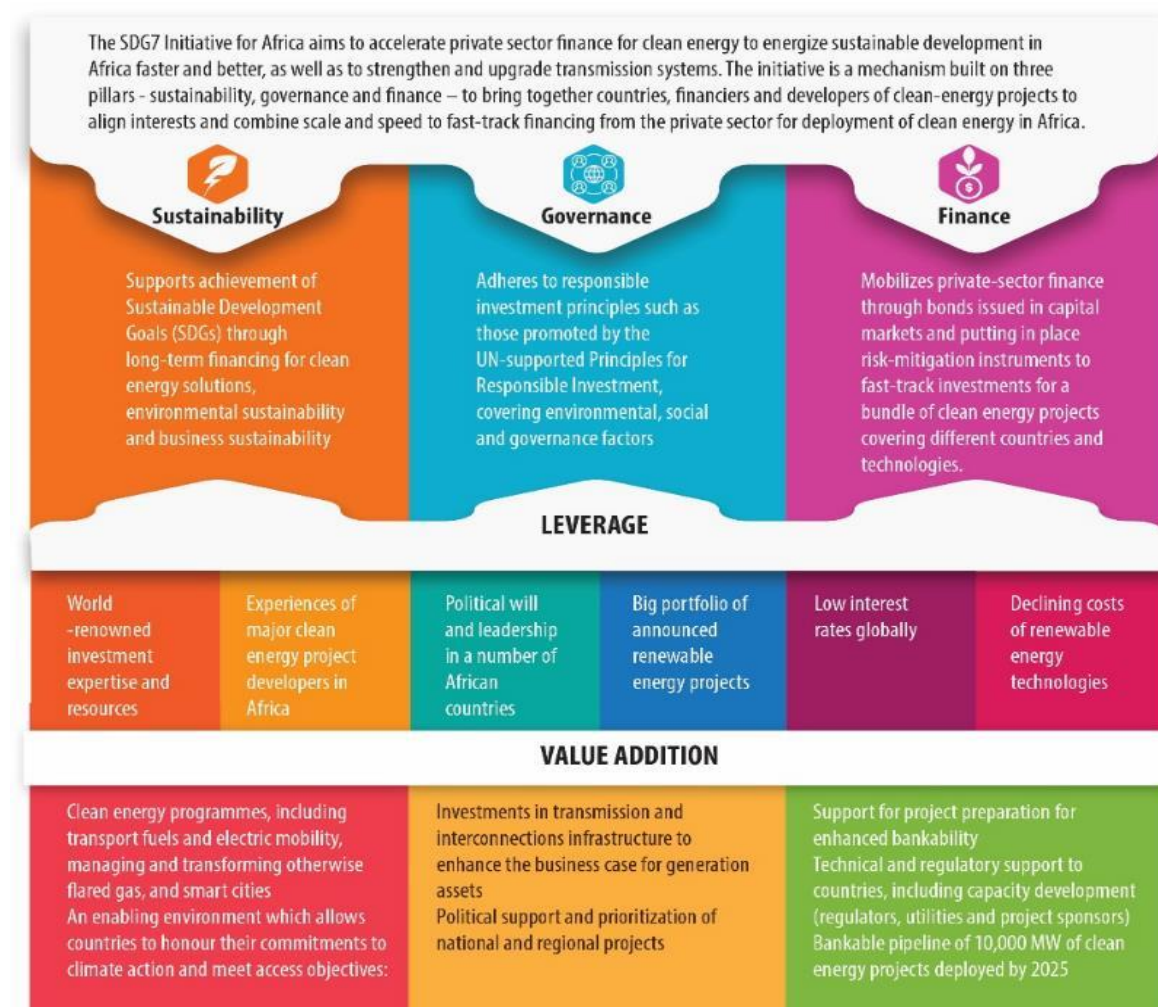 The SDG7 Initiative for Africa aims to accelerate private sector finance for clean energy to energize sustainable development in
Africa faster and better, as well as to strengthen and upgrade transmission systems. The initiative is a mechanism built on three
pillars - sustainability, governance and finance – to bring together countries, financiers and developers of clean-energy projects to
align interests and combine scale and speed to fast-track financing from the private sector for deployment of clean energy in Africa.
Sustainability
Supports achievement of
Sustainable Development
Goals (SDGs) through
long-term financing for clean
energy solutions,
environmental sustainability
and business sustainability
Governance
Adheres to responsible
investment principles such as
those promoted by the
UN-supported Principles for
Responsible Investment,
covering environmental, social
and governance factors
Finance
Mobilizes private-sector finance
through bonds issued in capital
markets and putting in place
risk-mitigation instruments to
fast-track investments for a
bundle of clean energy projects
covering different countries and
technologies.
LEVERAGE
World
-renowned
investment
expertise and
resources
Experiences of
major clean
energy project
developers in
Africa
Political will
and leadership
in a number of
African
countries
Big portfolio of
announced
renewable
energy projects
Low interest
rates globally
Declining costs
of renewable
energy
technologies
VALUE ADDITION
Clean energy programmes, including
transport fuels and electric mobility,
managing and transforming otherwise
flared gas, and smart cities
An enabling environment which allows
countries to honour their commitments to
climate action and meet access objectives:
Investments in transmission and
interconnections infrastructure to
enhance the business case for generation
assets
Political support and prioritization of
national and regional projects
Support for project preparation for
enhanced bankability
Technical and regulatory support to
countries, including capacity development
(regulators, utilities and project sponsors)
Bankable pipeline of 10,000 MW of clean
energy projects deployed by 2025